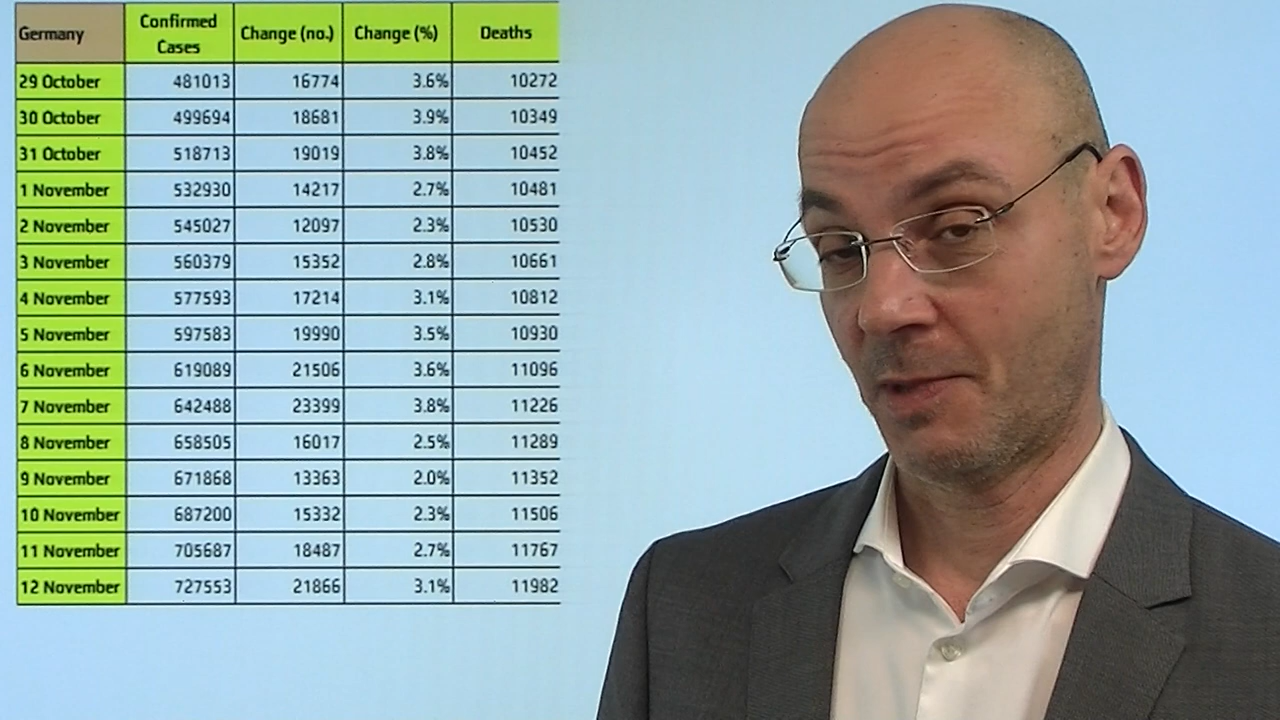 Germany Confirmed Cases Change (no.) Change (%) Deaths
29 October 481013 16774 3.6% 10272
30 October 499694 18681 3.9% 10349
31 October 518713 19019 3.8% 10452
1 November 532930 14217 2.7% 10481
2 November 545027 12097 2.3% 10530
3 November 560379 15352 2.8% 10661
4 November 577593 17214 3.1% 10812
5 November 597583 19990 3.5% 10930
6 November 619089 21506 3.6% 11096
7 November 642488 23399 3.8% 11226
8 November 658505 16017 2.5% 11289
9 November 671868 13363 2.0% 11352
10 November 687200 15332 2.3% 11506
11 November 705687 18487 2.7% 11767
12 November 727553 21866 3.1% 11982